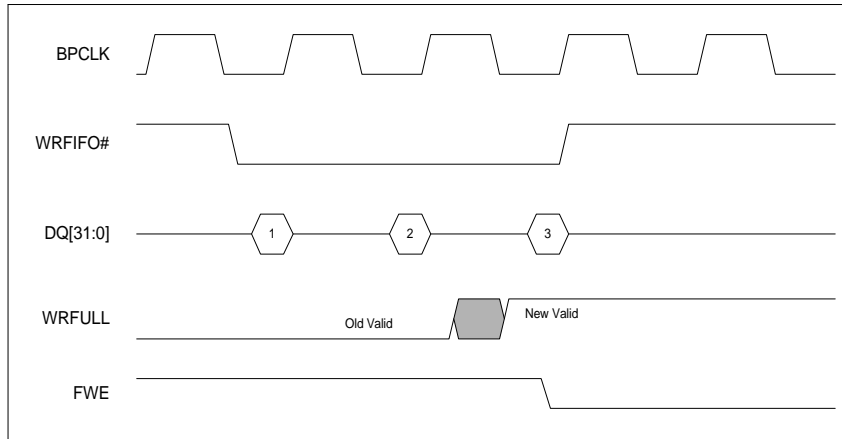 BPCLK
WRFIFO#
DQ[31:0]
1
2
3
WRFULL
Old Valid
New Valid
FWE